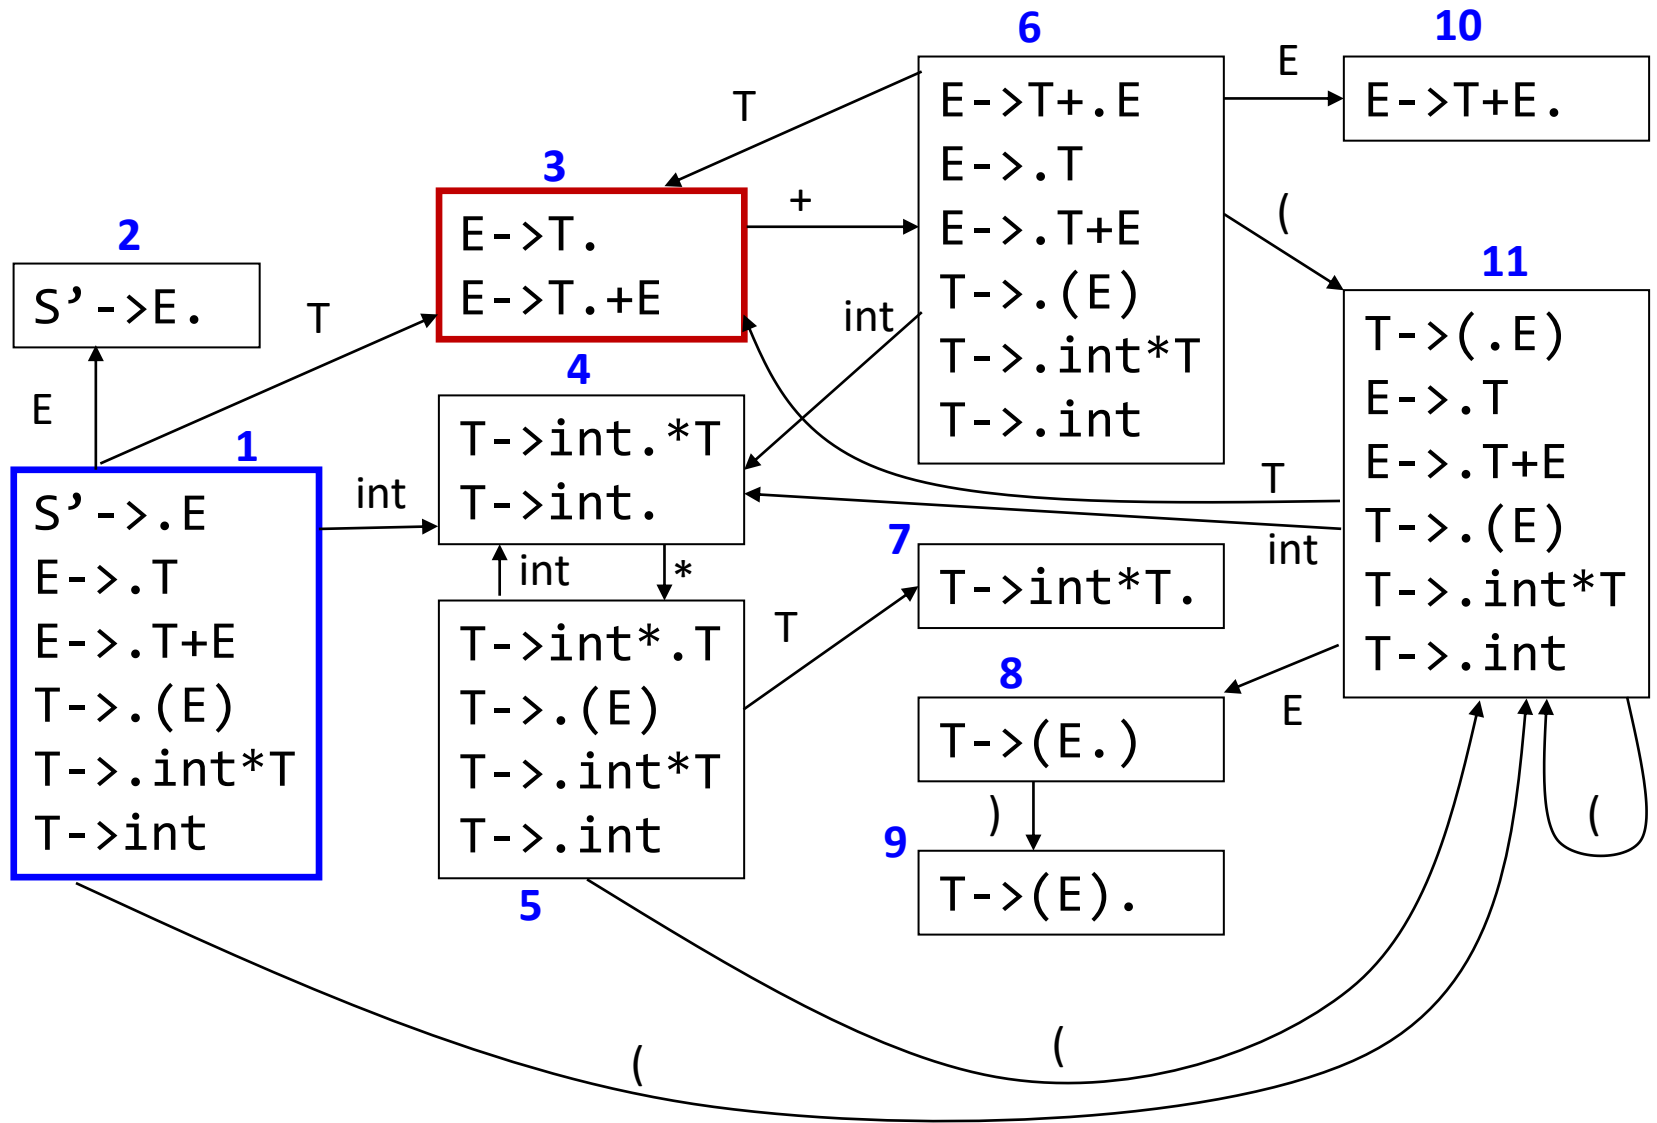 6
10
E->T+.E
E->.T
E->.T+E
T->.(E)
T->.int*T
T->.int
E
E->T+E.
T
3
E->T.
E->T.+E
+
(
2
S'->E.
T
int
11
T->(.E)
E->.T
E->.T+E
T->.(E)
T->.int*T
T->.int
E
4
T->int.*T
T->int.
1
S'->.E
E->.T
E->.T+E
T->.(E)
T->.int*T
T->int
int
T
int
int
*
7
T->int*T.
T->int*.T
T->.(E)
T->.int*T
T->.int
5
T
8
T->(E.)
E
)
9
T->(E).
(
(
(